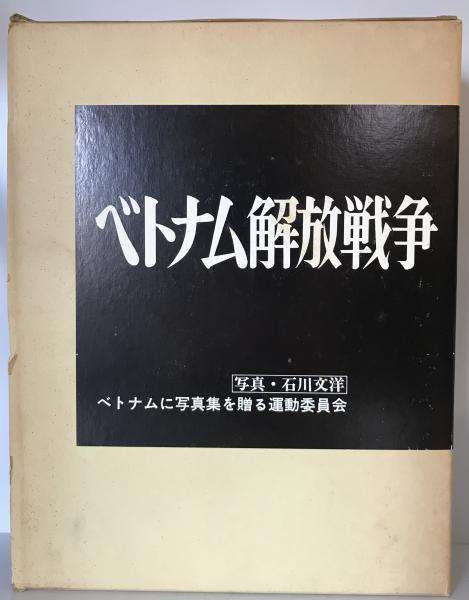 ベトナム解放戦争
写真・石川文洋
ベトナムに写真集を贈る運動委員会